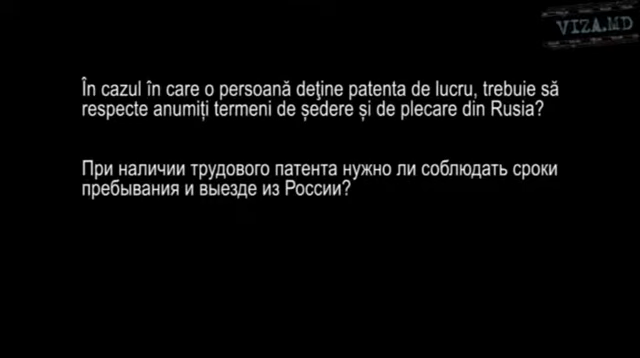 VIZA.MD
În cazul în care o persoană deţine patenta de lucru, trebuie să
respecte anumiți termeni de ședere și de plecare din Rusia?
При наличии трудового патента нужно ли соблюдать сроки
пребывания и выезде из России?